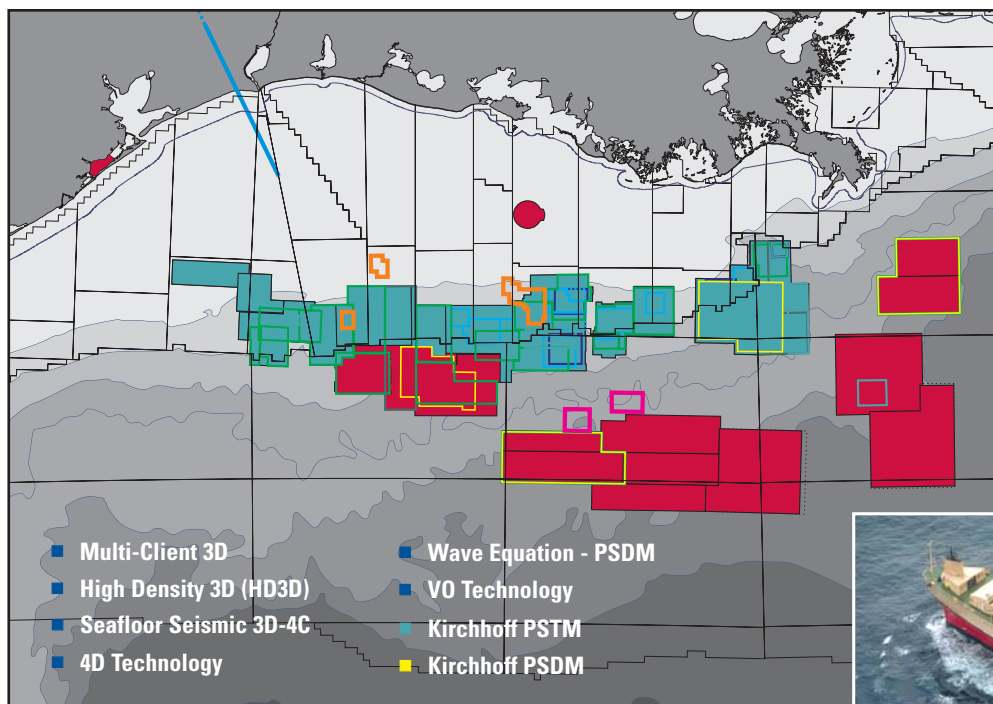 Multi-Client 3D
High Density 3D (HD3D)
Seafloor Seismic 3D-4C
4D Technology
Wave Equation - PSDM
VO Technology
Kirchhoff PSTM
Kirchhoff PSDM